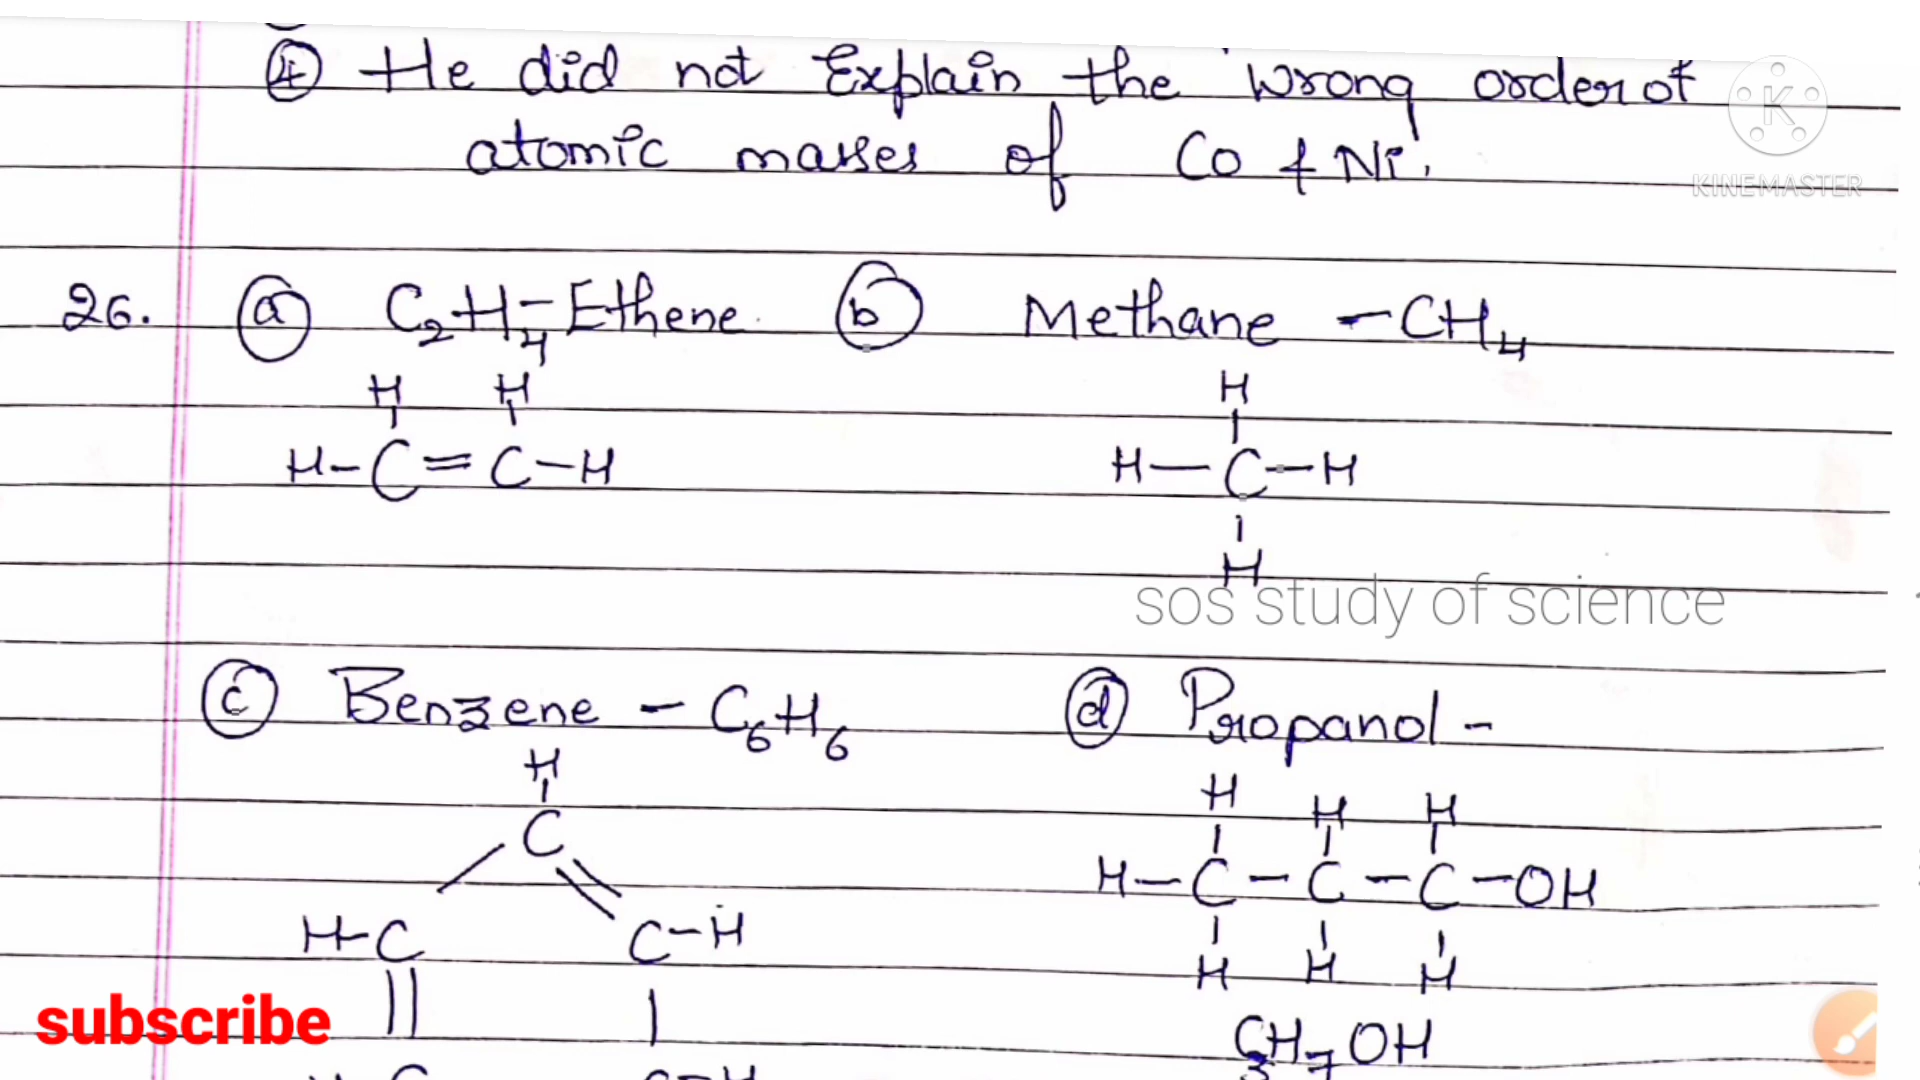 ④ He did not Explain the wrong order of
atomic masses of Co & Ni.
K
KINEMASTER
26. ⓐ C₂H₄-Ethene ⓑ Methane - CH₄
H H
H-C=C-H
H
H-C-H
H
sos study of science
ⓒ Benzene - C₆H₆ ⓓ Propanol -
H
C
H-C C-H
H H H
H-C-C-C-OH
H H H
C₃H₇OH
subscribe
H-C C-H